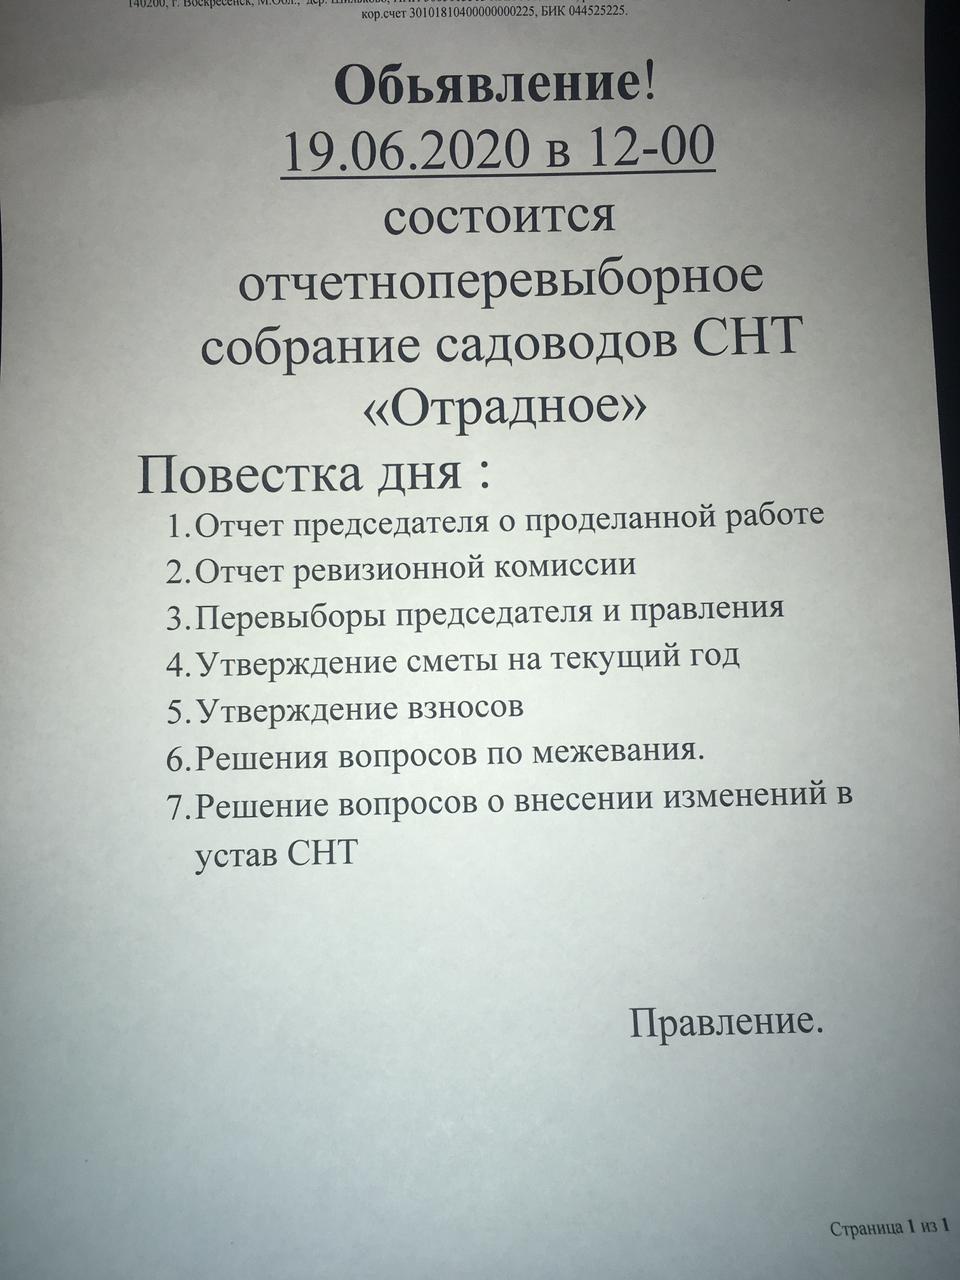 140200, г. Воскресенск, М.Обл., дер.
кор.счет 30101810400000000225, БИК 044525225.
Обьявление!
19.06.2020 в 12-00
состоится
отчетноперевыборное
собрание садоводов СНТ
«Отрадное»
Повестка дня :
1. Отчет председателя о проделанной работе
2. Отчет ревизионной комиссии
3. Перевыборы председателя и правления
4. Утверждение сметы на текущий год
5. Утверждение взносов
6. Решения вопросов по межевания.
7. Решение вопросов о внесении изменений в
устав СНТ
Правление.
Страница 1 из 1